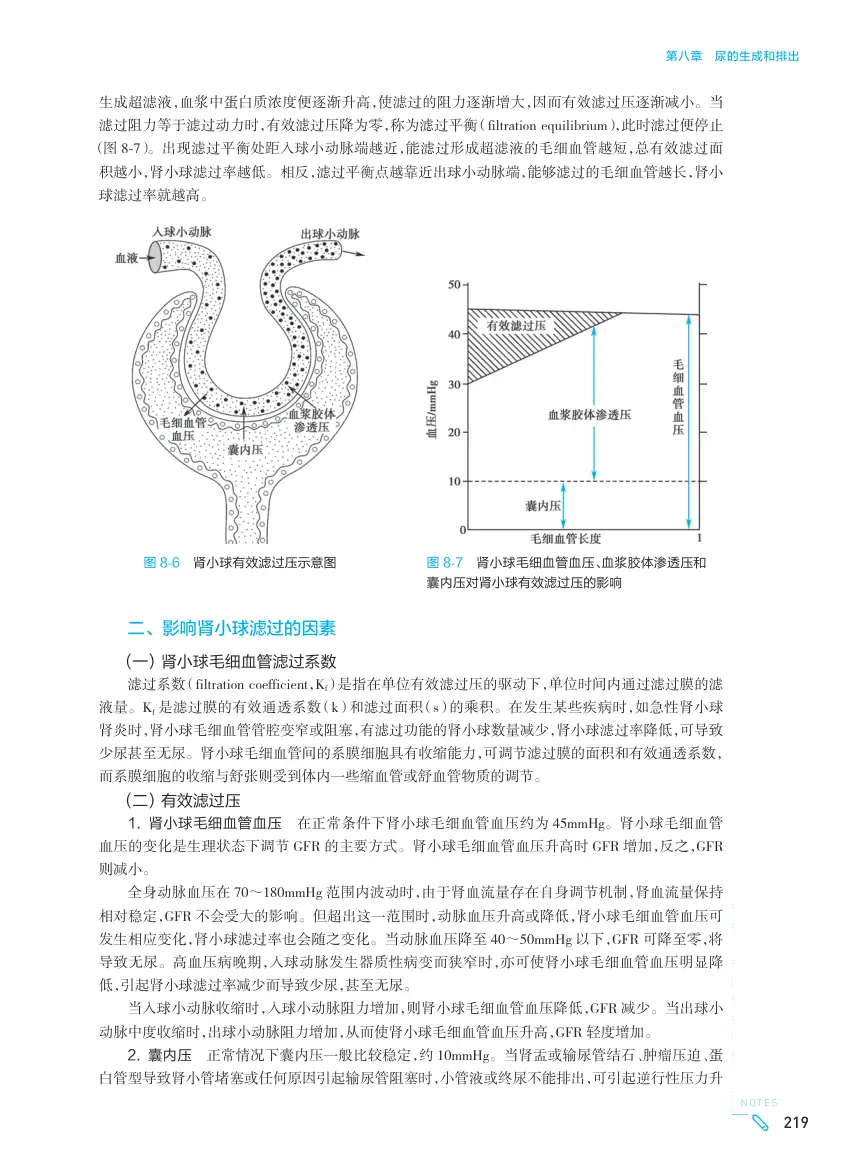 第八章　尿的生成和排出
生成超滤液,血浆中蛋白质浓度便逐渐升高,使滤过的阻力逐渐增大,因而有效滤过压逐渐减小。当
滤过阻力等于滤过动力时,有效滤过压降为零,称为滤过平衡(filtration equilibrium),此时滤过便停止
(图 8-7)。出现滤过平衡处距入球小动脉端越近,能滤过形成超滤液的毛细血管越短,总有效滤过面
积越小,肾小球滤过率越低。相反,滤过平衡点越靠近出球小动脉端,能够滤过的毛细血管越长,肾小
球滤过率就越高。
入球小动脉
出球小动脉
血液
毛细血管
血压
囊内压
血浆胶体
渗透压
50
40
30
20
10
0
血压/mmHg
有效滤过压
血浆胶体渗透压
毛细血管血压
囊内压
毛细血管长度
1
图 8-6　肾小球有效滤过压示意图
图 8-7　肾小球毛细血管血压、血浆胶体渗透压和
囊内压对肾小球有效滤过压的影响
二、影响肾小球滤过的因素
(一) 肾小球毛细血管滤过系数
滤过系数(filtration coefficient,Kf)是指在单位有效滤过压的驱动下,单位时间内通过滤过膜的滤
液量。Kf 是滤过膜的有效通透系数(k)和滤过面积(s)的乘积。在发生某些疾病时,如急性肾小球
肾炎时,肾小球毛细血管管腔变窄或阻塞,有滤过功能的肾小球数量减少,肾小球滤过率降低,可导致
少尿甚至无尿。肾小球毛细血管间的系膜细胞具有收缩能力,可调节滤过膜的面积和有效通透系数,
而系膜细胞的收缩与舒张则受到体内一些缩血管或舒血管物质的调节。
(二) 有效滤过压
1. 肾小球毛细血管血压　在正常条件下肾小球毛细血管血压约为 45mmHg。肾小球毛细血管
血压的变化是生理状态下调节 GFR 的主要方式。肾小球毛细血管血压升高时 GFR 增加,反之,GFR
则减小。
全身动脉血压在 70～180mmHg 范围内波动时,由于肾血流量存在自身调节机制,肾血流量保持
相对稳定,GFR 不会受大的影响。但超出这一范围时,动脉血压升高或降低,肾小球毛细血管血压可
发生相应变化,肾小球滤过率也会随之变化。当动脉血压降至 40～50mmHg 以下,GFR 可降至零,将
导致无尿。高血压病晚期,入球小动脉发生器质性病变而狭窄时,亦可使肾小球毛细血管血压明显降
低,引起肾小球滤过率减少而导致少尿,甚至无尿。
当入球小动脉收缩时,入球小动脉阻力增加,则肾小球毛细血管血压降低,GFR 减少。当出球小
动脉中度收缩时,出球小动脉阻力增加,从而使肾小球毛细血管血压升高,GFR 轻度增加。
2. 囊内压　正常情况下囊内压一般比较稳定,约 10mmHg。当肾盂或输尿管结石、肿瘤压迫、蛋
白管型导致肾小管堵塞或任何原因引起输尿管阻塞时,小管液或终尿不能排出,可引起逆行性压力升
NOTES
219